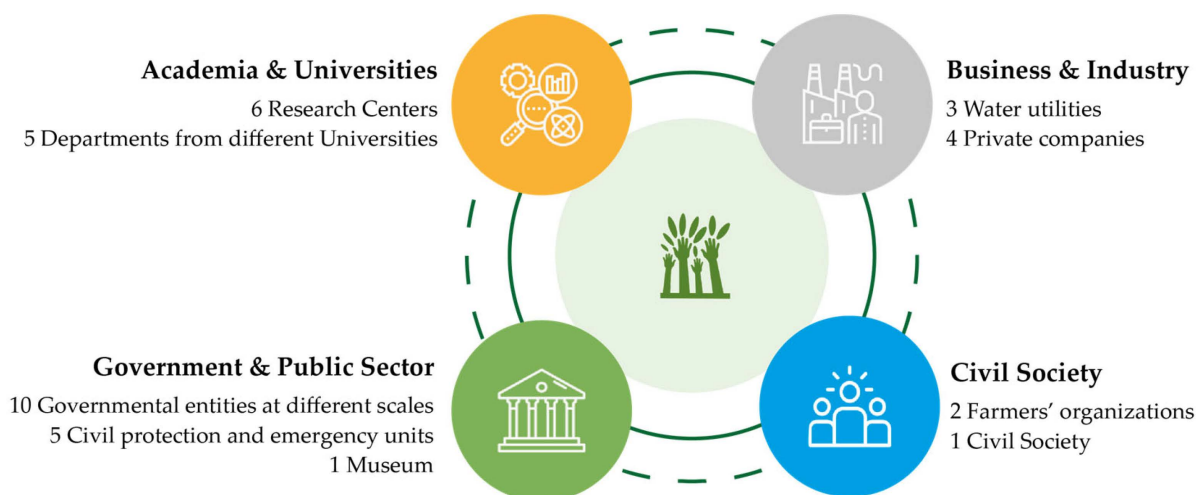 Academia & Universities
6 Research Centers
5 Departments from different Universities
Business & Industry
3 Water utilities
4 Private companies
Government & Public Sector
10 Governmental entities at different scales
5 Civil protection and emergency units
1 Museum
Civil Society
2 Farmers’ organizations
1 Civil Society